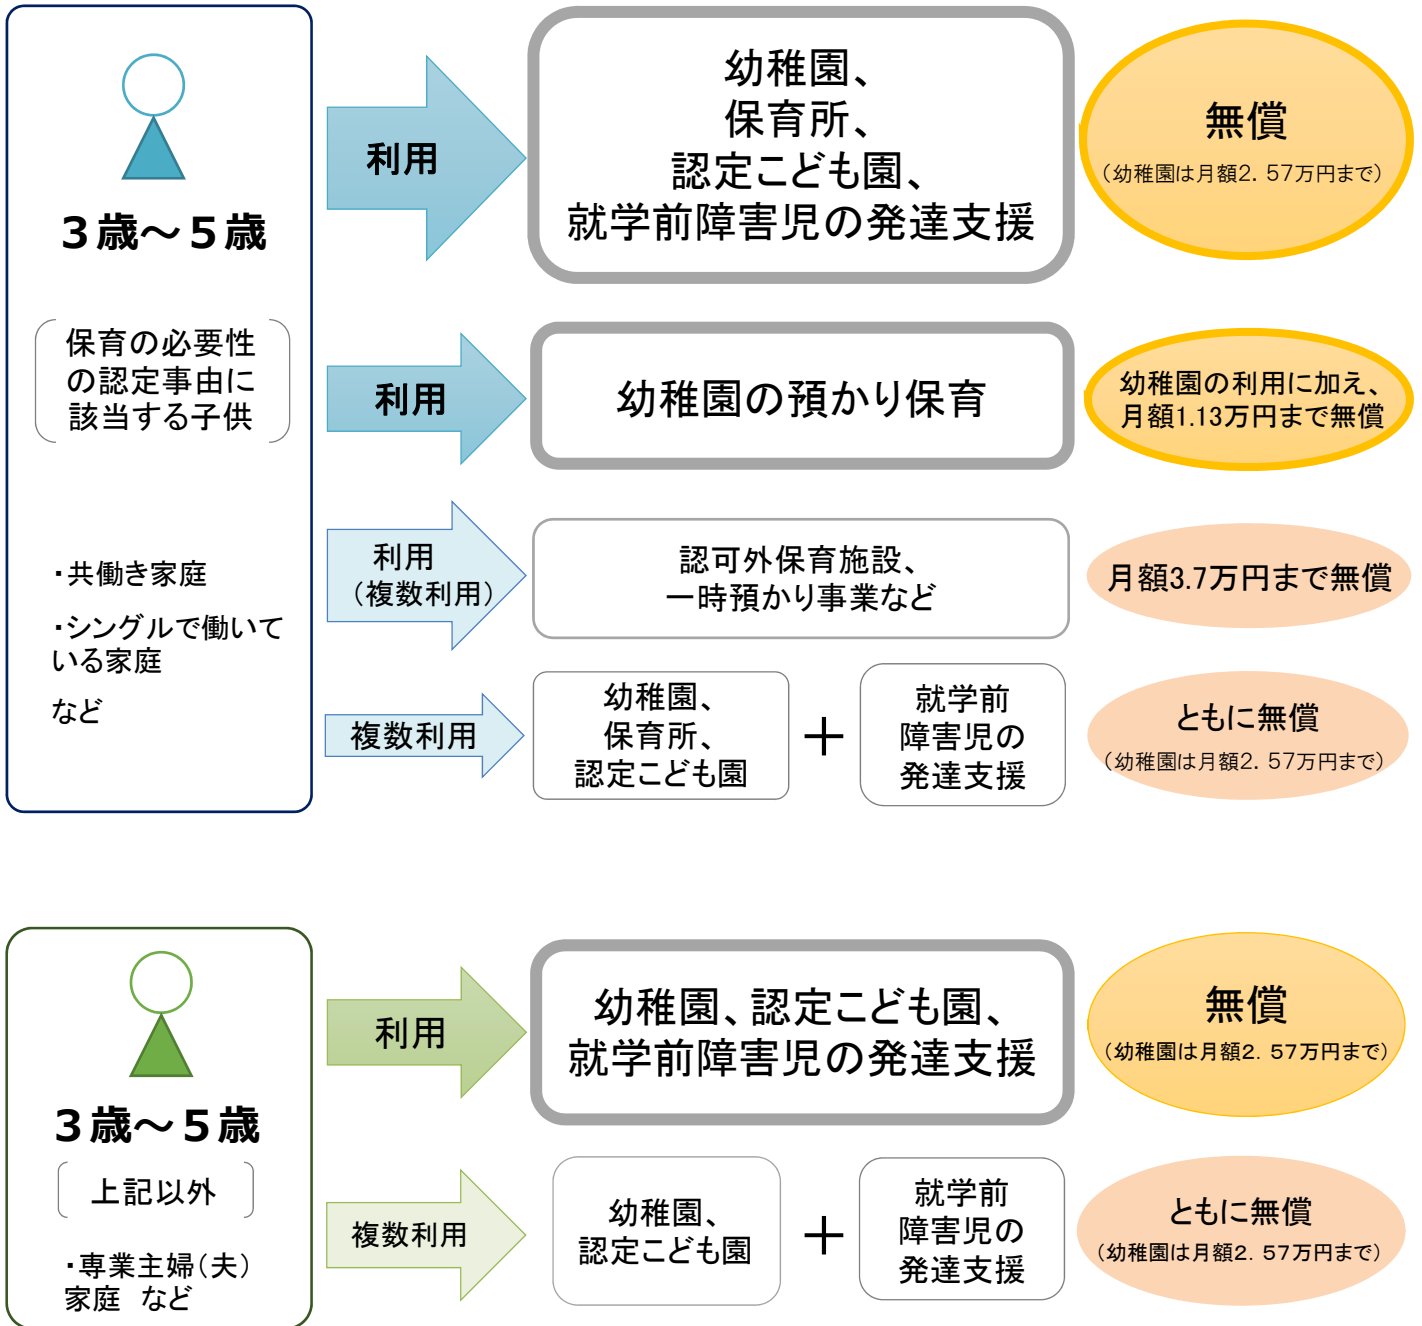 3歳～5歳
保育の必要性
の認定事由に
該当する子供
・共働き家庭
・シングルで働いて
いる家庭
など
利用
幼稚園、
保育所、
認定こども園、
就学前障害児の発達支援
無償
（幼稚園は月額2．57万円まで）
利用
幼稚園の預かり保育
幼稚園の利用に加え、
月額1.13万円まで無償
利用
（複数利用）
認可外保育施設、
一時預かり事業など
月額3.7万円まで無償
複数利用
幼稚園、
保育所、
認定こども園
＋
就学前
障害児の
発達支援
ともに無償
（幼稚園は月額2．57万円まで）
3歳～5歳
上記以外
・専業主婦（夫）
家庭　など
利用
幼稚園、認定こども園、
就学前障害児の発達支援
無償
（幼稚園は月額2．57万円まで）
複数利用
幼稚園、
認定こども園
＋
就学前
障害児の
発達支援
ともに無償
（幼稚園は月額2．57万円まで）